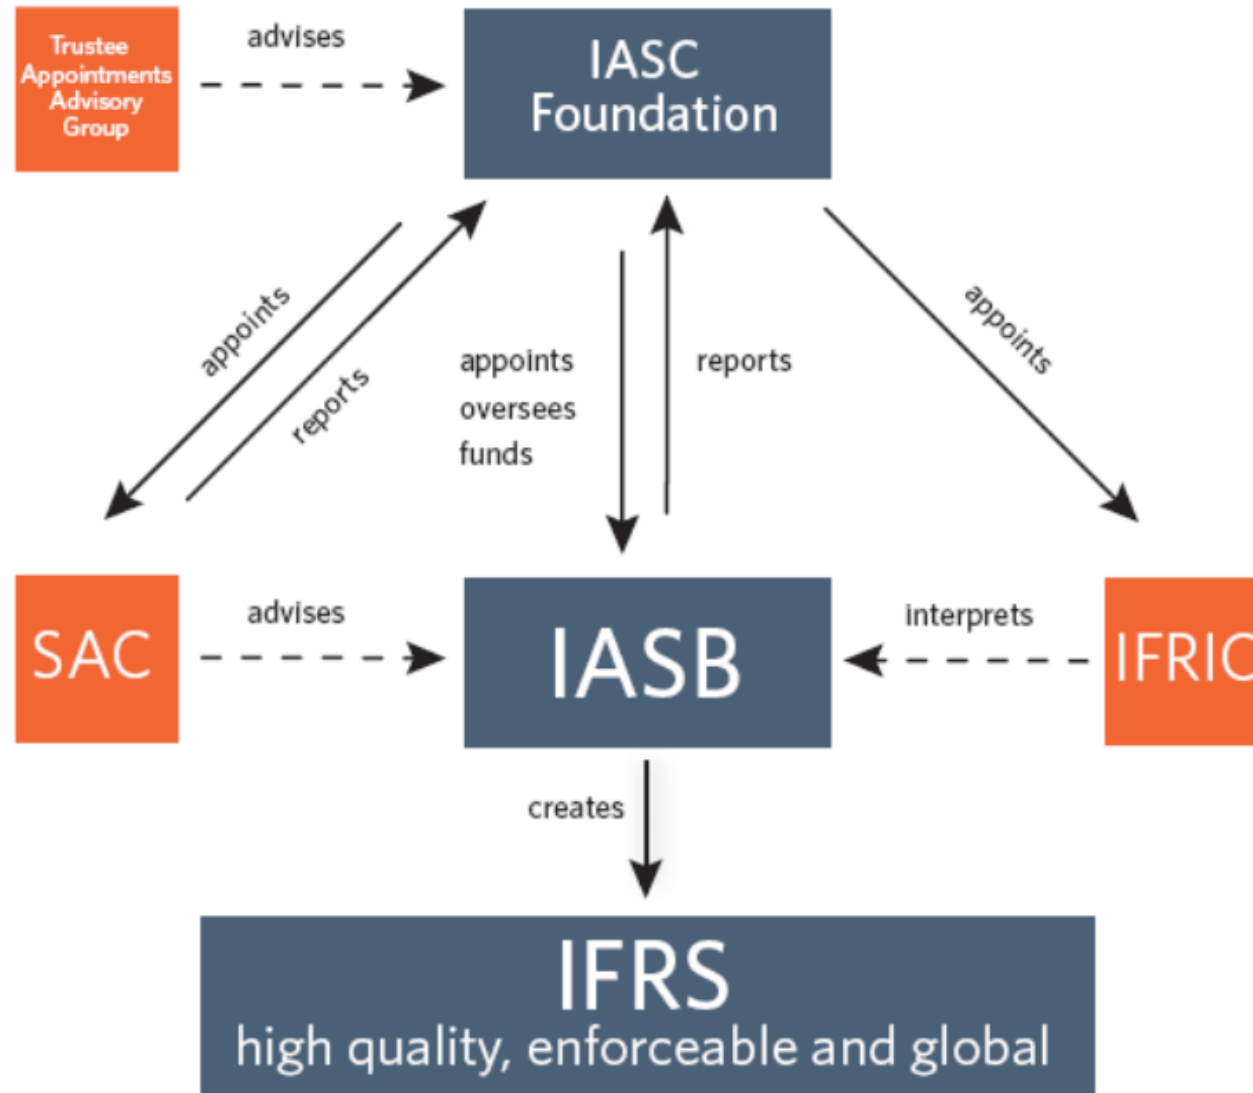 Trustee
Appointments
Advisory
Group
advises
IASC
Foundation
appoints
reports
appoints
oversees
funds
reports
appoints
SAC
advises
IASB
interprets
IFRIC
creates
IFRS
high quality, enforceable and global